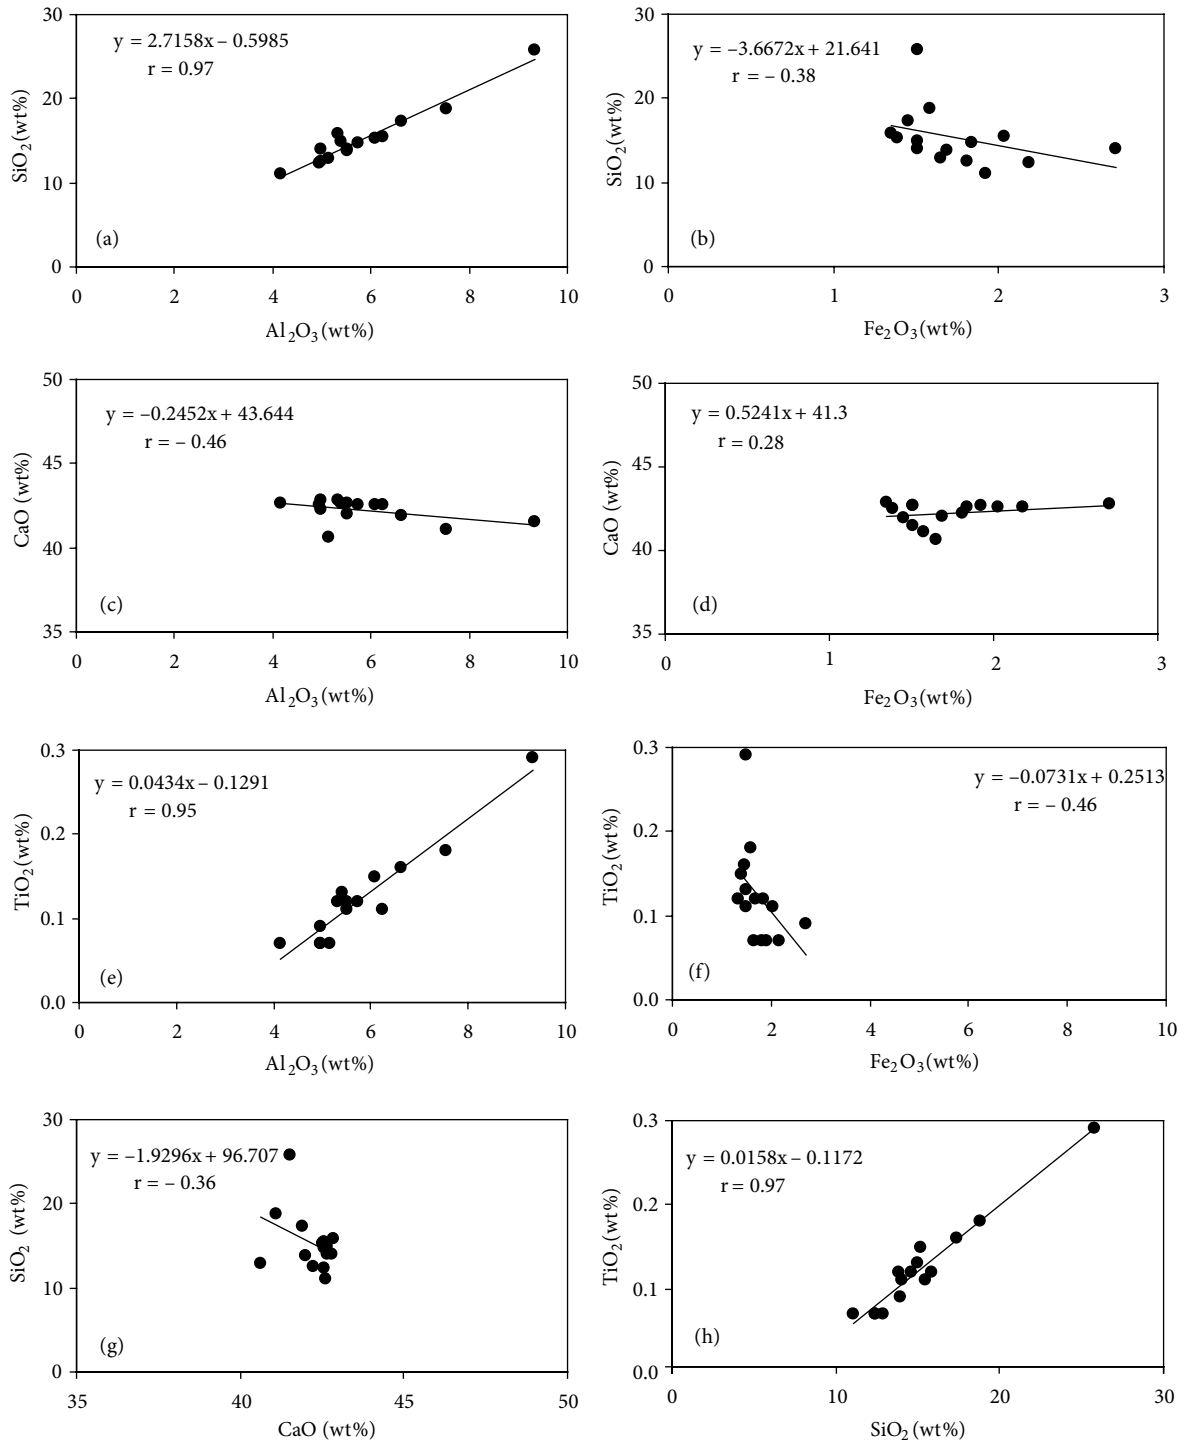 y = 2.7158x – 0.5985
r = 0.97
SiO₂(wt%)
30
20
10
0
(a)
0 2 4 6 8 10
Al₂O₃(wt%)
y = –3.6672x + 21.641
r = – 0.38
SiO₂(wt%)
30
20
10
0
(b)
0 1 2 3
Fe₂O₃(wt%)
y = –0.2452x + 43.644
r = – 0.46
CaO (wt%)
50
45
40
35
(c)
0 2 4 6 8 10
Al₂O₃(wt%)
y = 0.5241x + 41.3
r = 0.28
CaO (wt%)
50
45
40
35
(d)
0 1 2 3
Fe₂O₃(wt%)
y = 0.0434x – 0.1291
r = 0.95
TiO₂(wt%)
0.3
0.2
0.1
0.0
(e)
0 2 4 6 8 10
Al₂O₃(wt%)
y = –0.0731x + 0.2513
r = – 0.46
TiO₂(wt%)
0.3
0.2
0.1
0.0
(f)
0 2 4 6 8 10
Fe₂O₃(wt%)
y = –1.9296x + 96.707
r = – 0.36
SiO₂ (wt%)
30
20
10
0
(g)
35 40 45 50
CaO (wt%)
y = 0.0158x – 0.1172
r = 0.97
TiO₂(wt%)
0.3
0.2
0.1
0.0
(h)
0 10 20 30
SiO₂(wt%)